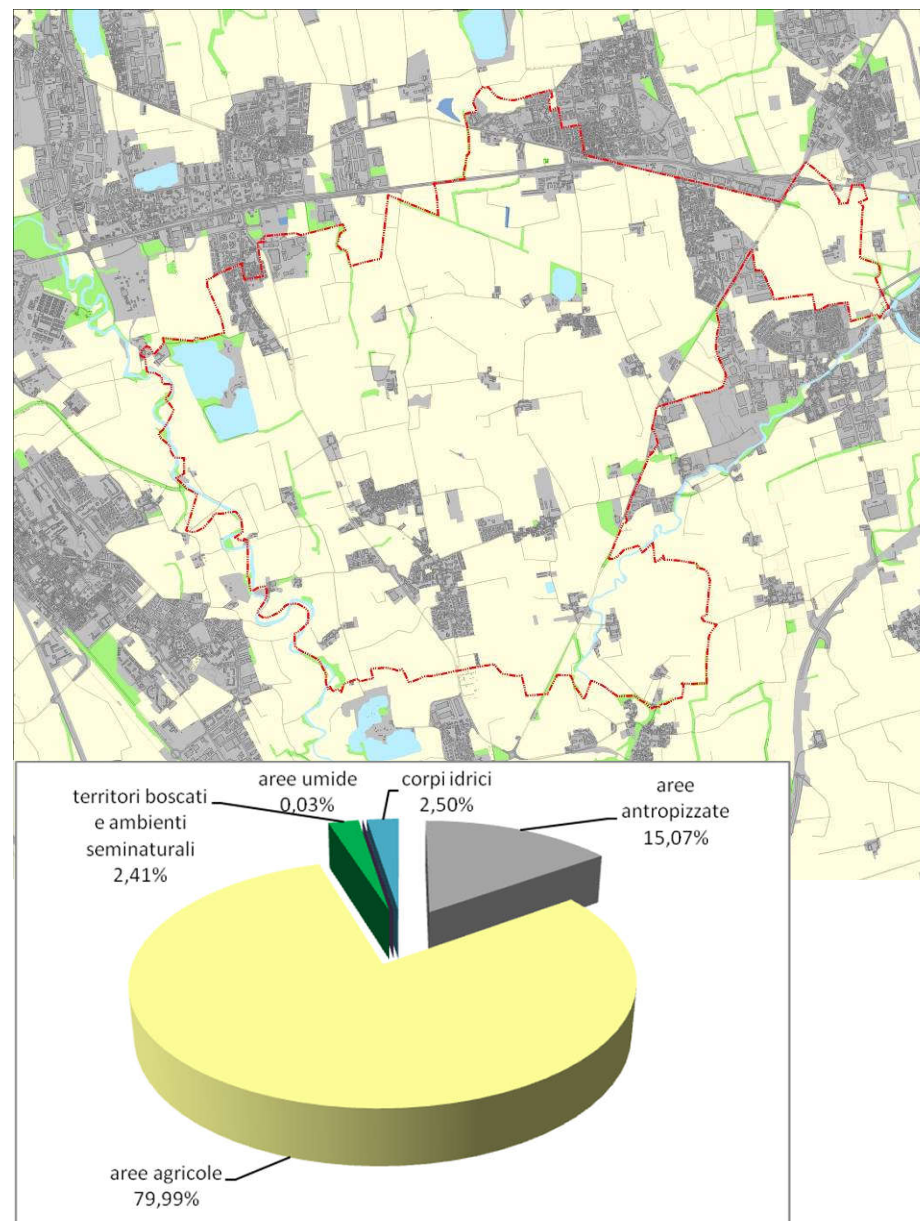 aree umide
0,03%
corpi idrici
2,50%
aree
antropizzate
15,07%
territori boscati
e ambienti
seminaturali
2,41%
aree agricole
79,99%